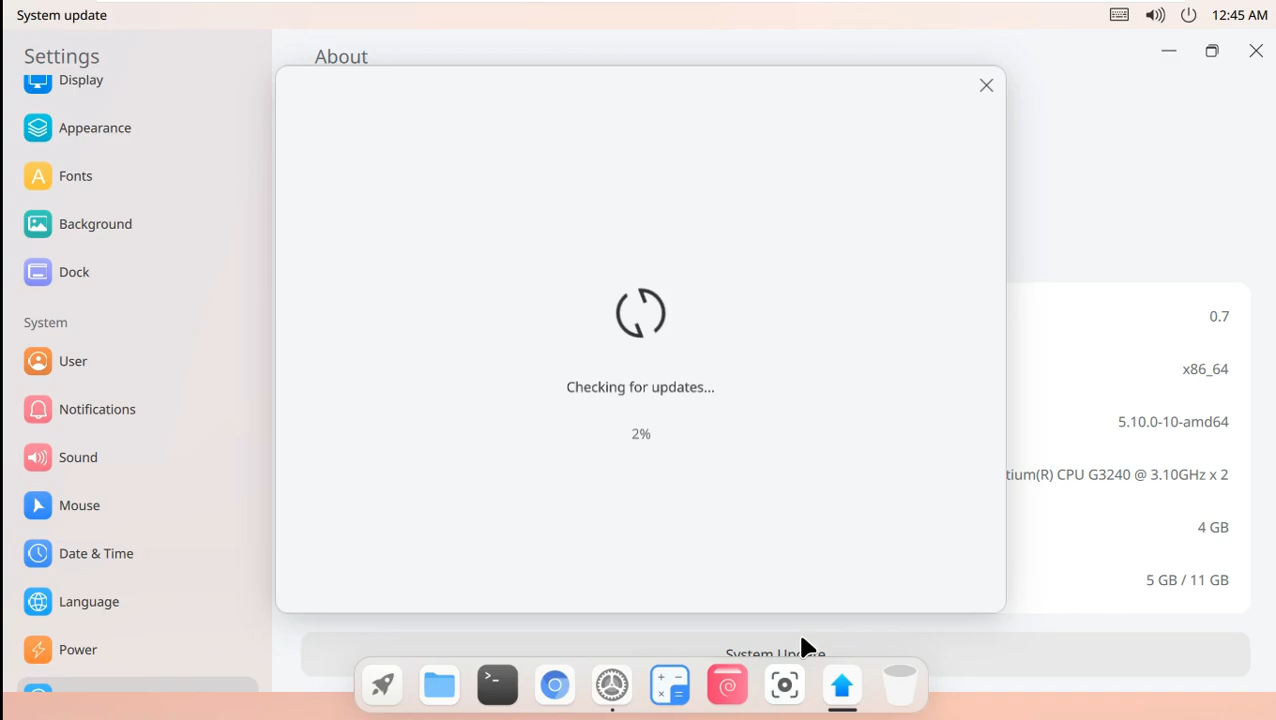 System update
12:45 AM
Settings
Display
Appearance
Fonts
Background
Dock
System
User
Notifications
Sound
Mouse
Date & Time
Language
Power
About
Checking for updates...
2%
0.7
x86_64
5.10.0-10-amd64
tium(R) CPU G3240 @ 3.10GHz x 2
4 GB
5 GB / 11 GB
System Update